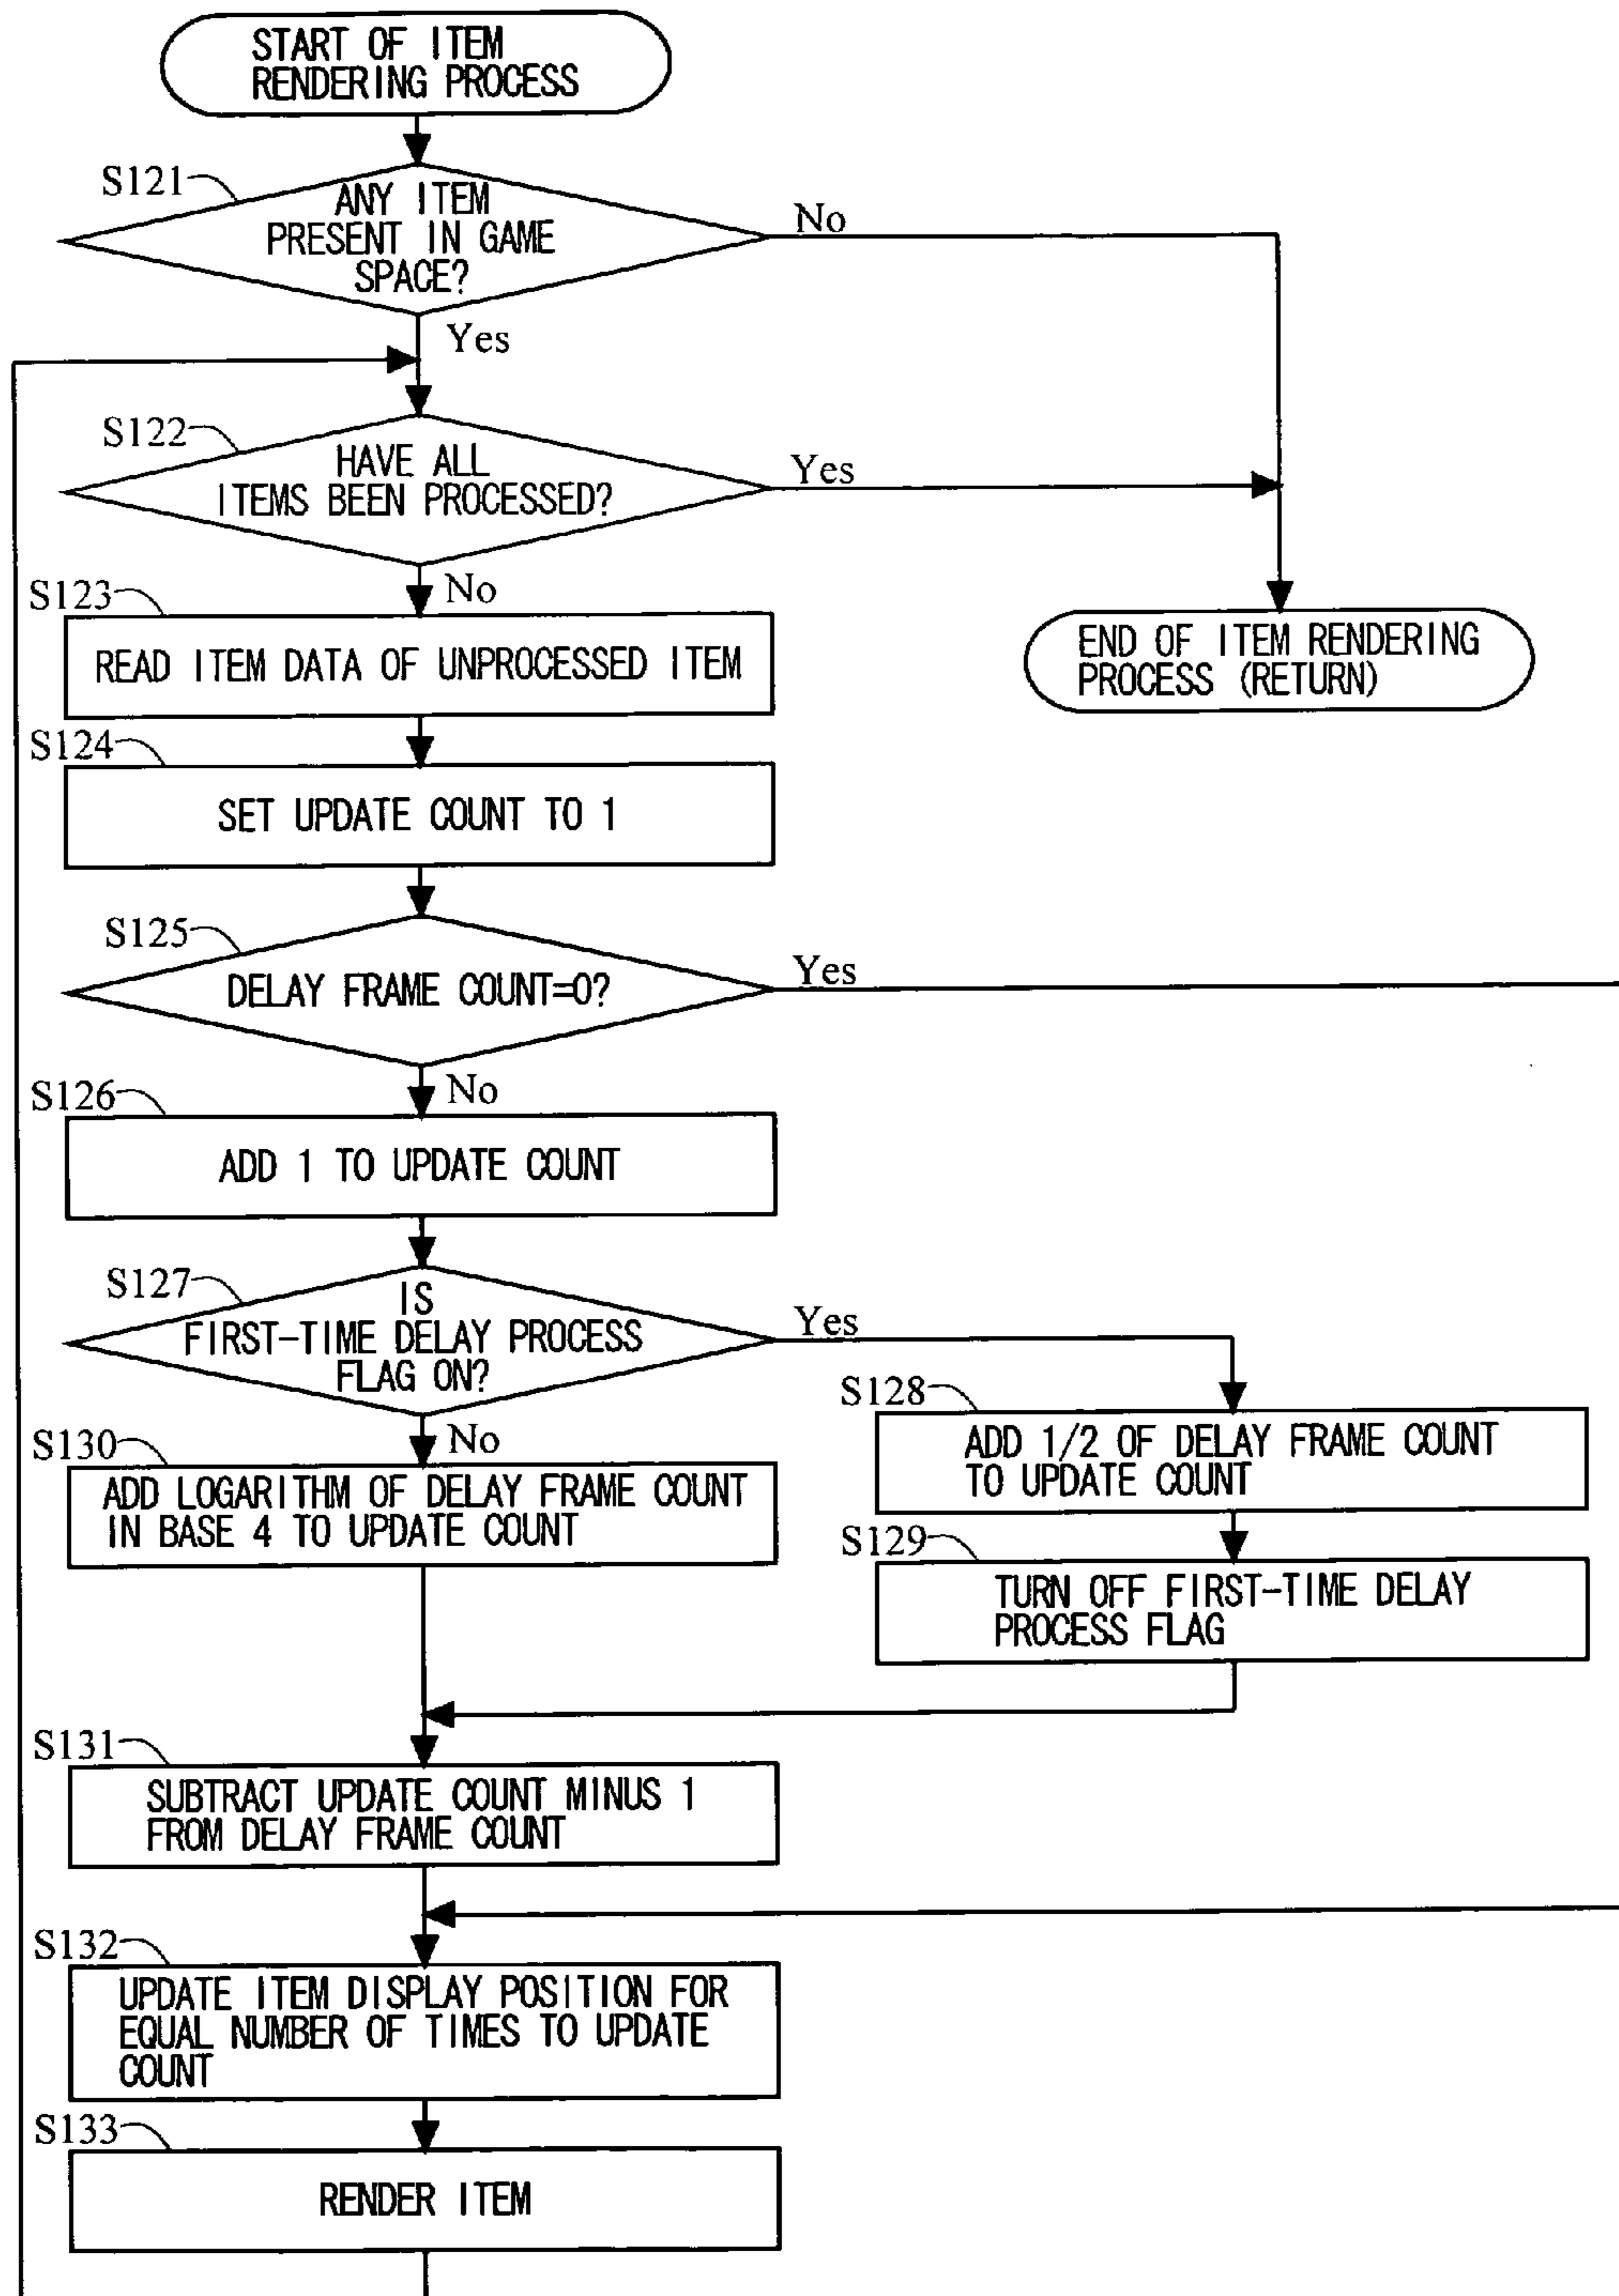 START OF ITEM
RENDERING PROCESS
S121
ANY ITEM
PRESENT IN GAME
SPACE?
No
Yes
S122
HAVE ALL
ITEMS BEEN PROCESSED?
Yes
No
S123
READ ITEM DATA OF UNPROCESSED ITEM
END OF ITEM RENDERING
PROCESS (RETURN)
S124
SET UPDATE COUNT TO 1
S125
DELAY FRAME COUNT=0?
Yes
No
S126
ADD 1 TO UPDATE COUNT
S127
IS
FIRST-TIME DELAY PROCESS
FLAG ON?
Yes
No
S128
ADD 1/2 OF DELAY FRAME COUNT
TO UPDATE COUNT
S130
ADD LOGARITHM OF DELAY FRAME COUNT
IN BASE 4 TO UPDATE COUNT
S129
TURN OFF FIRST-TIME DELAY
PROCESS FLAG
S131
SUBTRACT UPDATE COUNT MINUS 1
FROM DELAY FRAME COUNT
S132
UPDATE ITEM DISPLAY POSITION FOR
EQUAL NUMBER OF TIMES TO UPDATE
COUNT
S133
RENDER ITEM